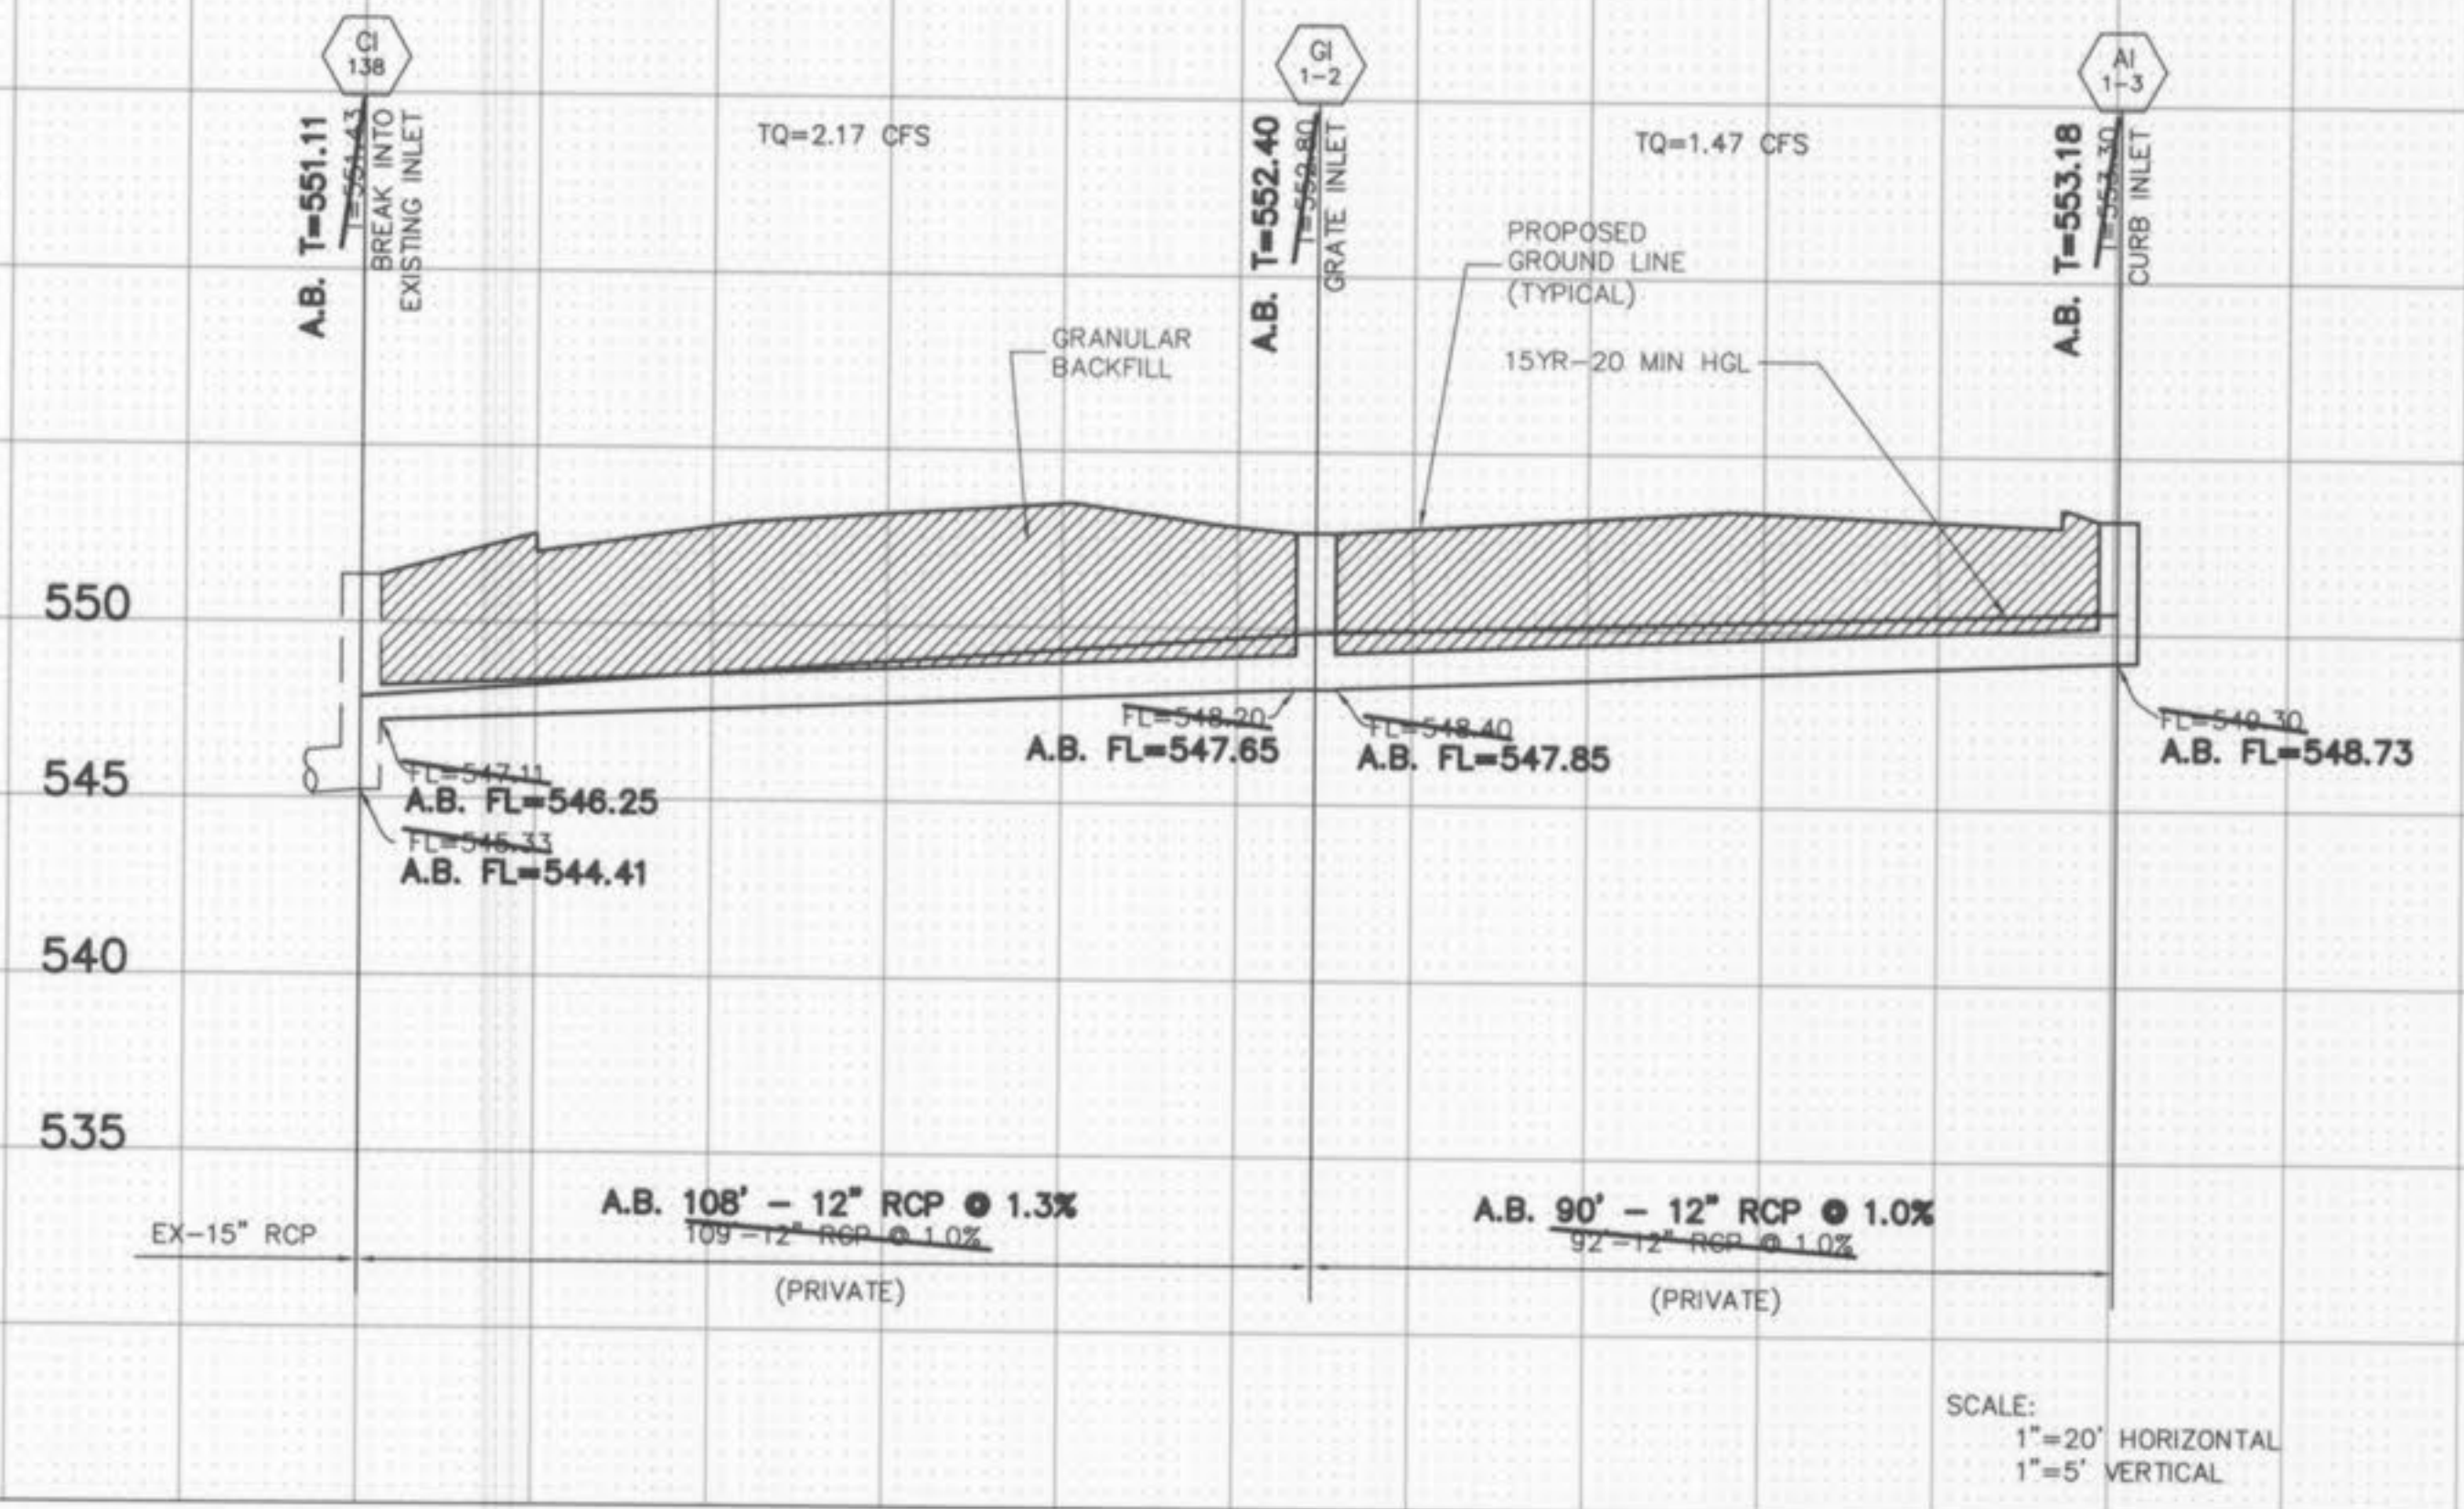 CI
138
A.B. T=551.11
T=551.43
BREAK INTO
EXISTING INLET
TQ=2.17 CFS
GI
1-2
A.B. T=552.40
T=552.80
GRATE INLET
TQ=1.47 CFS
AI
1-3
A.B. T=553.18
T=553.30
CURB INLET
PROPOSED
GROUND LINE
(TYPICAL)
GRANULAR
BACKFILL
15YR-20 MIN HGL
550
545
540
535
FL=547.11
A.B. FL=546.25
FL=545.33
A.B. FL=544.41
FL=548.20
A.B. FL=547.65
FL=548.40
A.B. FL=547.85
FL=549.30
A.B. FL=548.73
EX-15" RCP
A.B. 108' - 12" RCP @ 1.3%
109'-12" RCP @ 1.0%
(PRIVATE)
A.B. 90' - 12" RCP @ 1.0%
92'-12" RCP @ 1.0%
(PRIVATE)
SCALE:
1"=20' HORIZONTAL
1"=5' VERTICAL